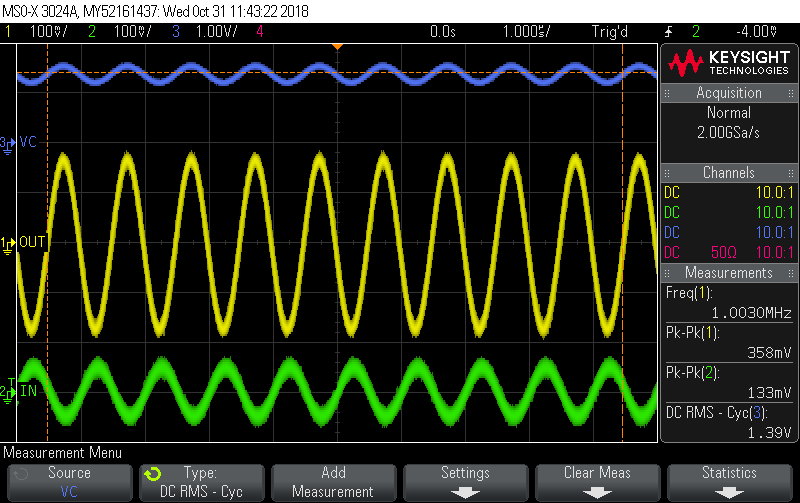 MSO-X 3024A, MY52161437: Wed Oct 31 11:43:22 2018
1 100mV/ 2 100mV/ 3 1.00V/ 4 0.0s 1.000us/ Trig'd 2 -4.00mV
KEYSIGHT
TECHNOLOGIES
Acquisition
Normal
2.00GSa/s
Channels
DC 10.0:1
DC 10.0:1
DC 10.0:1
DC 50Ω 10.0:1
Measurements
Freq(1):
1.0030MHz
Pk-Pk(1):
358mV
Pk-Pk(2):
133mV
DC RMS - Cyc(3):
1.39V
3 VC
1 OUT
T
2 IN
Measurement Menu
Source
VC
Type:
DC RMS - Cyc
Add
Measurement
Settings
Clear Meas
Statistics